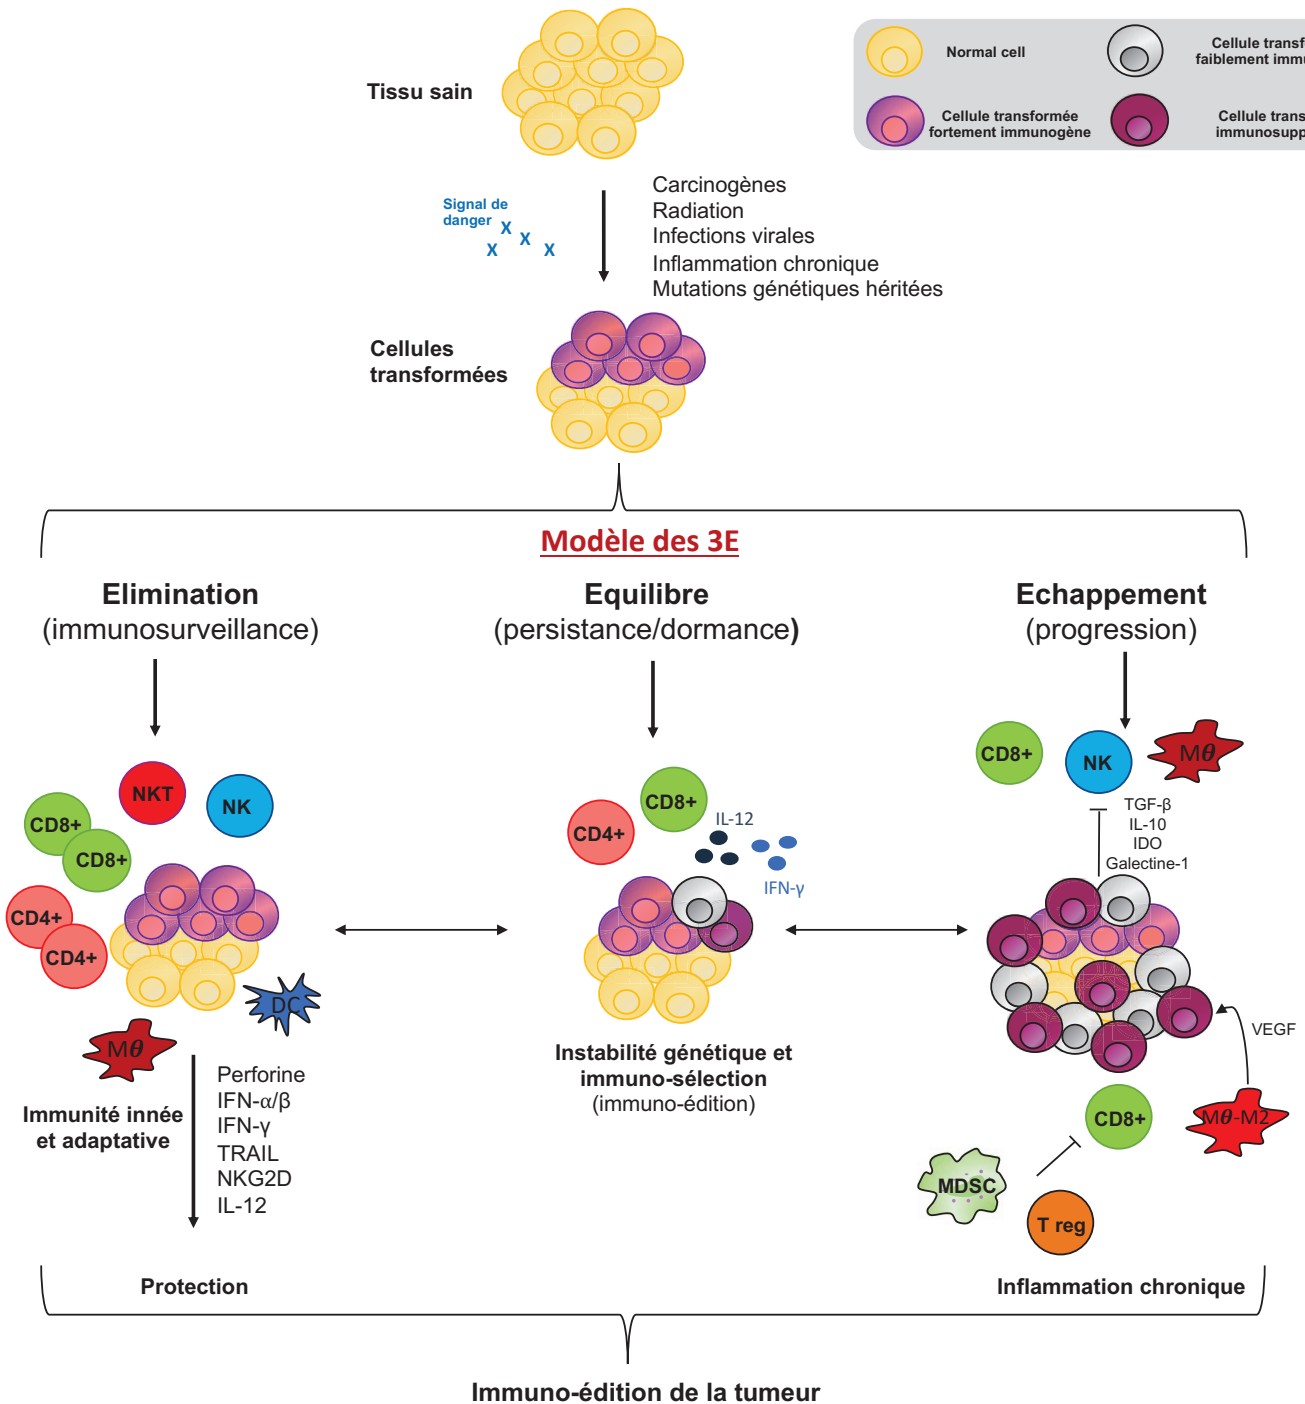 Tissu sain
Normal cell
Cellule
faiblement
Cellule transformée
fortement immunogène
Cellule
Signal de
danger
X
X
X
X
Carcinogènes
Radiation
Infections virales
Inflammation chronique
Mutations génétiques héritées
Cellules
transformées
Modèle des 3E
Elimination
(immunosurveillance)
Equilibre
(persistance/dormance)
Echappement
(progression)
NKT
NK
CD8+
CD8+
CD4+
CD4+
DC
Mθ
Immunité innée
et adaptative
Perforine
IFN-α/β
IFN-γ
TRAIL
NKG2D
IL-12
Protection
CD8+
CD4+
IL-12
IFN-γ
Instabilité génétique et
immuno-sélection
(immuno-édition)
CD8+
NK
Mθ
TGF-β
IL-10
IDO
Galectine-1
VEGF
CD8+
Mθ-M2
MDSC
T reg
Inflammation chronique
Immuno-édition de la tumeur